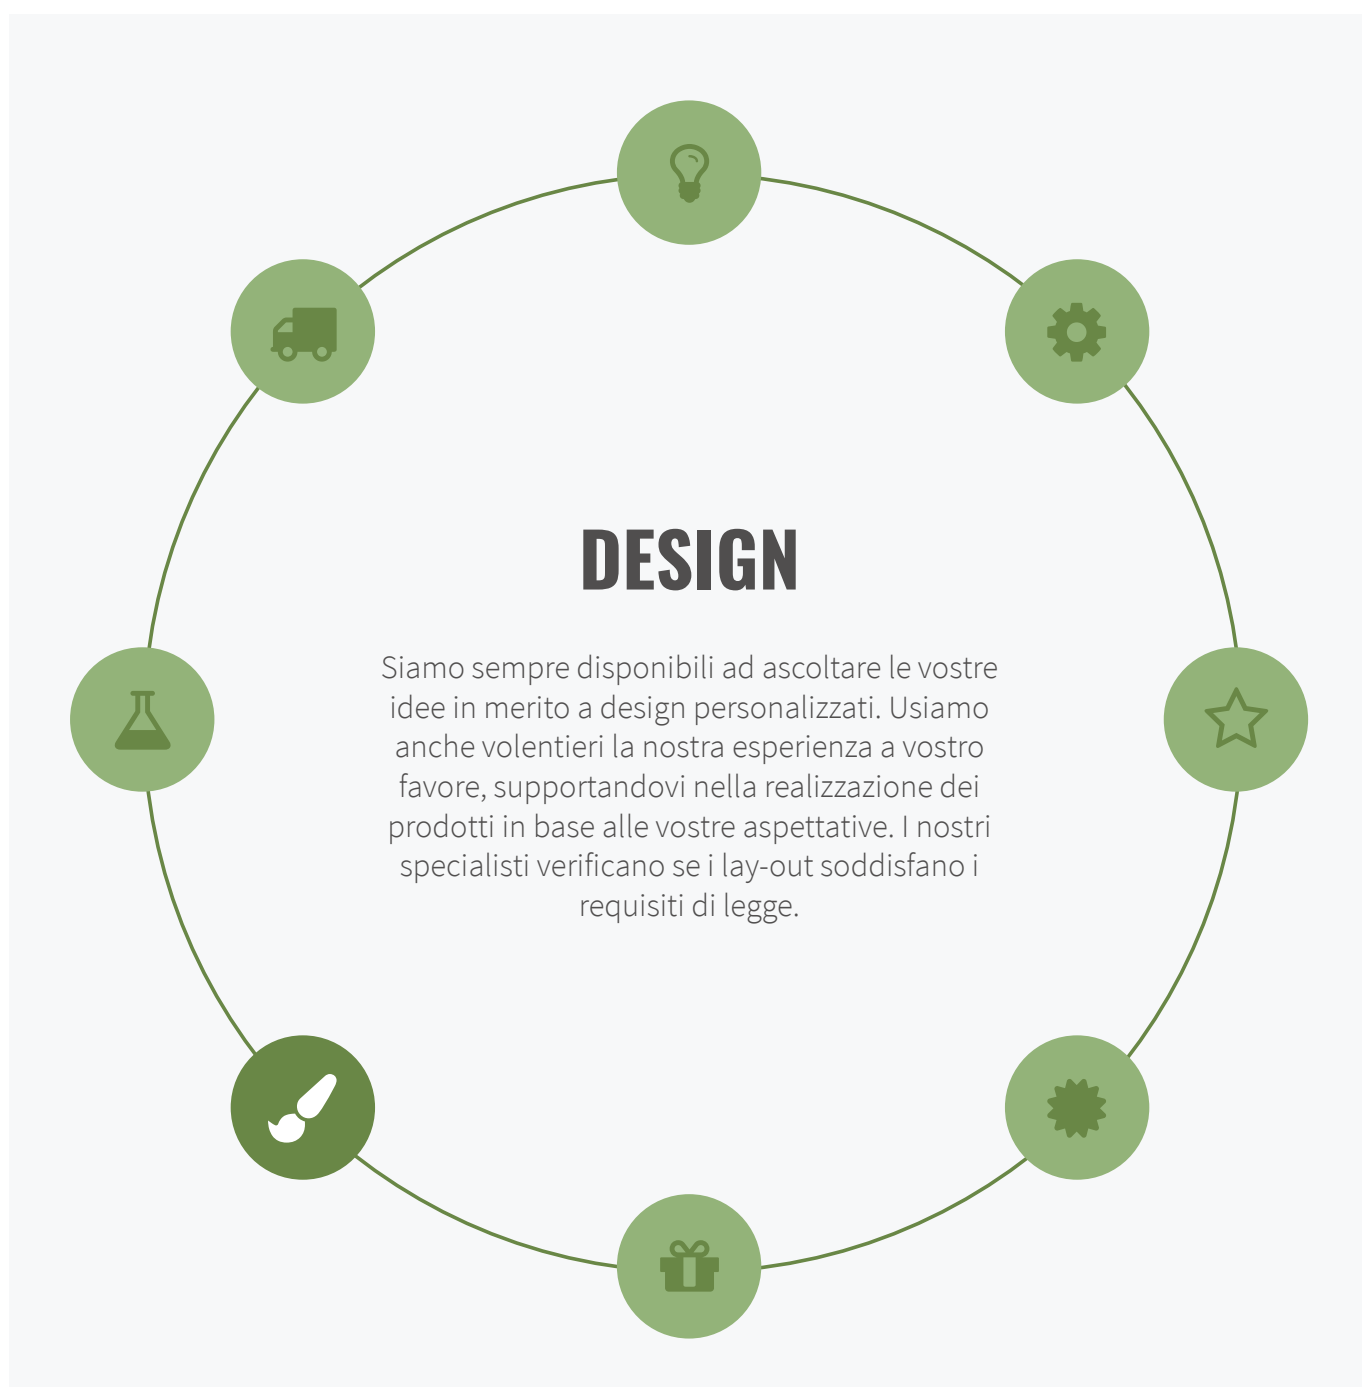 DESIGN
Siamo sempre disponibili ad ascoltare le vostre
idee in merito a design personalizzati. Usiamo
anche volentieri la nostra esperienza a vostro
favore, supportandovi nella realizzazione dei
prodotti in base alle vostre aspettative. I nostri
specialisti verificano se i lay-out soddisfano i
requisiti di legge.